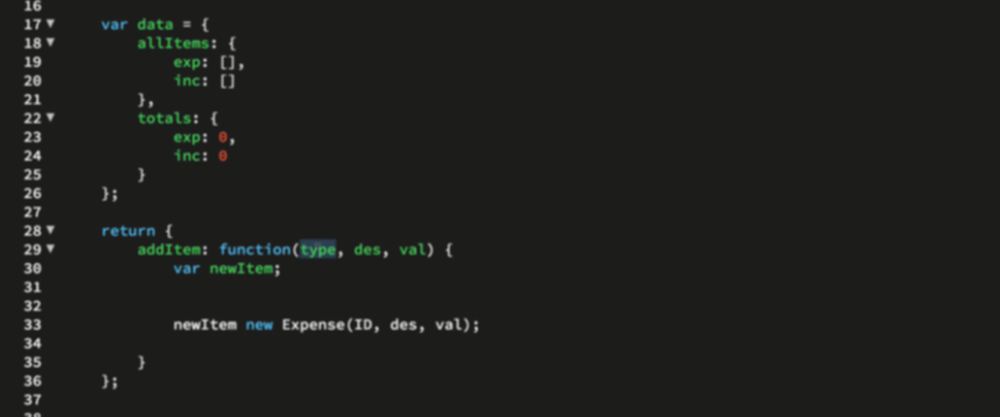 16
17 ▼ var data = {
18 ▼ allItems: {
19 exp: [],
20 inc: []
21 },
22 ▼ totals: {
23 exp: 0,
24 inc: 0
25 }
26 };
27
28 ▼ return {
29 ▼ addItem: function(type, des, val) {
30 var newItem;
31
32
33 newItem new Expense(ID, des, val);
34
35 }
36 };
37
38